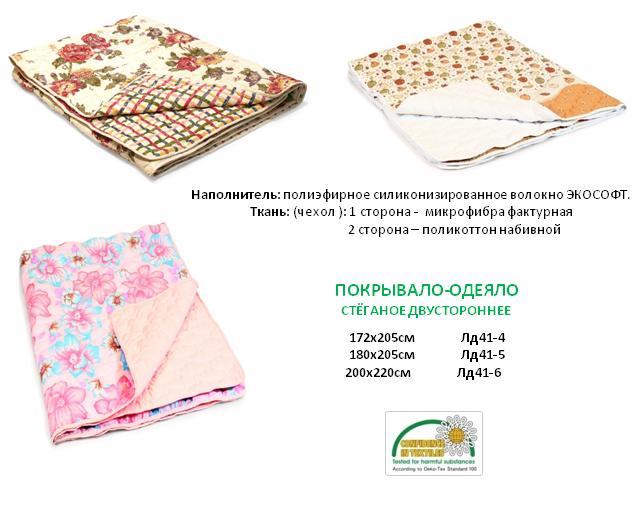 Наполнитель: полиэфирное силиконизированное волокно ЭКОСОФТ.
Ткань: (чехол ): 1 сторона - микрофибра фактурная
2 сторона – поликоттон набивной
ПОКРЫВАЛО-ОДЕЯЛО
СТЁГАНОЕ ДВУСТОРОННЕЕ
172х205см Лд41-4
180х205см Лд41-5
200х220см Лд41-6
CONFIDENCE
IN TEXTILES
Tested for harmful substances
According to Oeko-Tex Standard 100